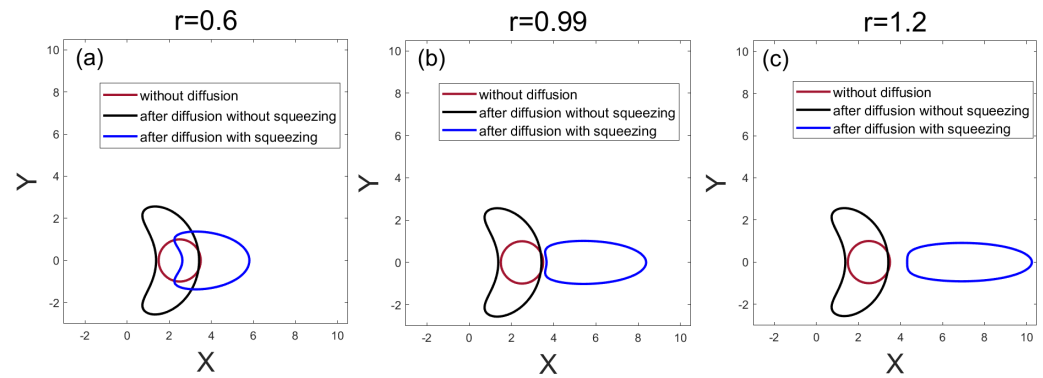 r=0.6
(a)
without diffusion
after diffusion without squeezing
after diffusion with squeezing
10
8
6
4
2
0
-2
Y
-2 0 2 4 6 8 10
X
r=0.99
(b)
without diffusion
after diffusion without squeezing
after diffusion with squeezing
10
8
6
4
2
0
-2
Y
-2 0 2 4 6 8 10
X
r=1.2
(c)
without diffusion
after diffusion without squeezing
after diffusion with squeezing
10
8
6
4
2
0
-2
Y
-2 0 2 4 6 8 10
X